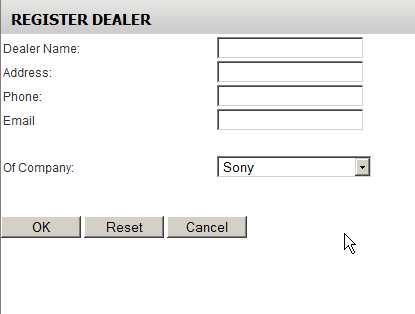 REGISTER DEALER
Dealer Name:
Address:
Phone:
Email
Of Company: Sony
OK Reset Cancel